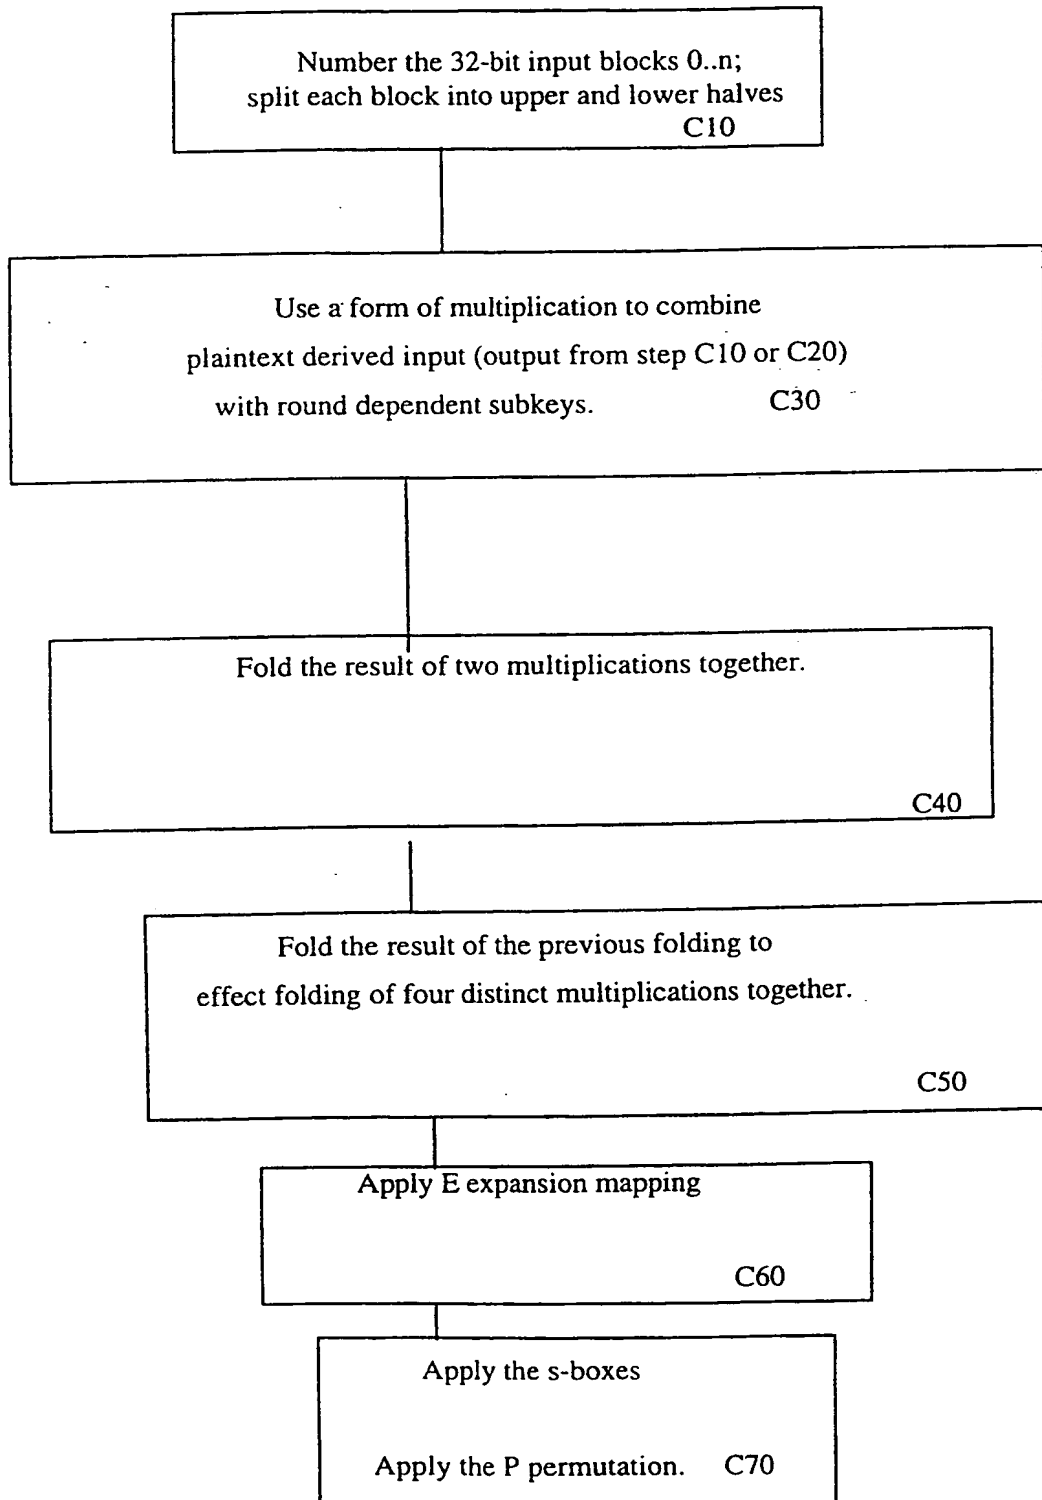 Number the 32-bit input blocks 0..n;
split each block into upper and lower halves
C10
Use a form of multiplication to combine
plaintext derived input (output from step C10 or C20)
with round dependent subkeys. C30
Fold the result of two multiplications together.
C40
Fold the result of the previous folding to
effect folding of four distinct multiplications together.
C50
Apply E expansion mapping
C60
Apply the s-boxes
Apply the P permutation. C70